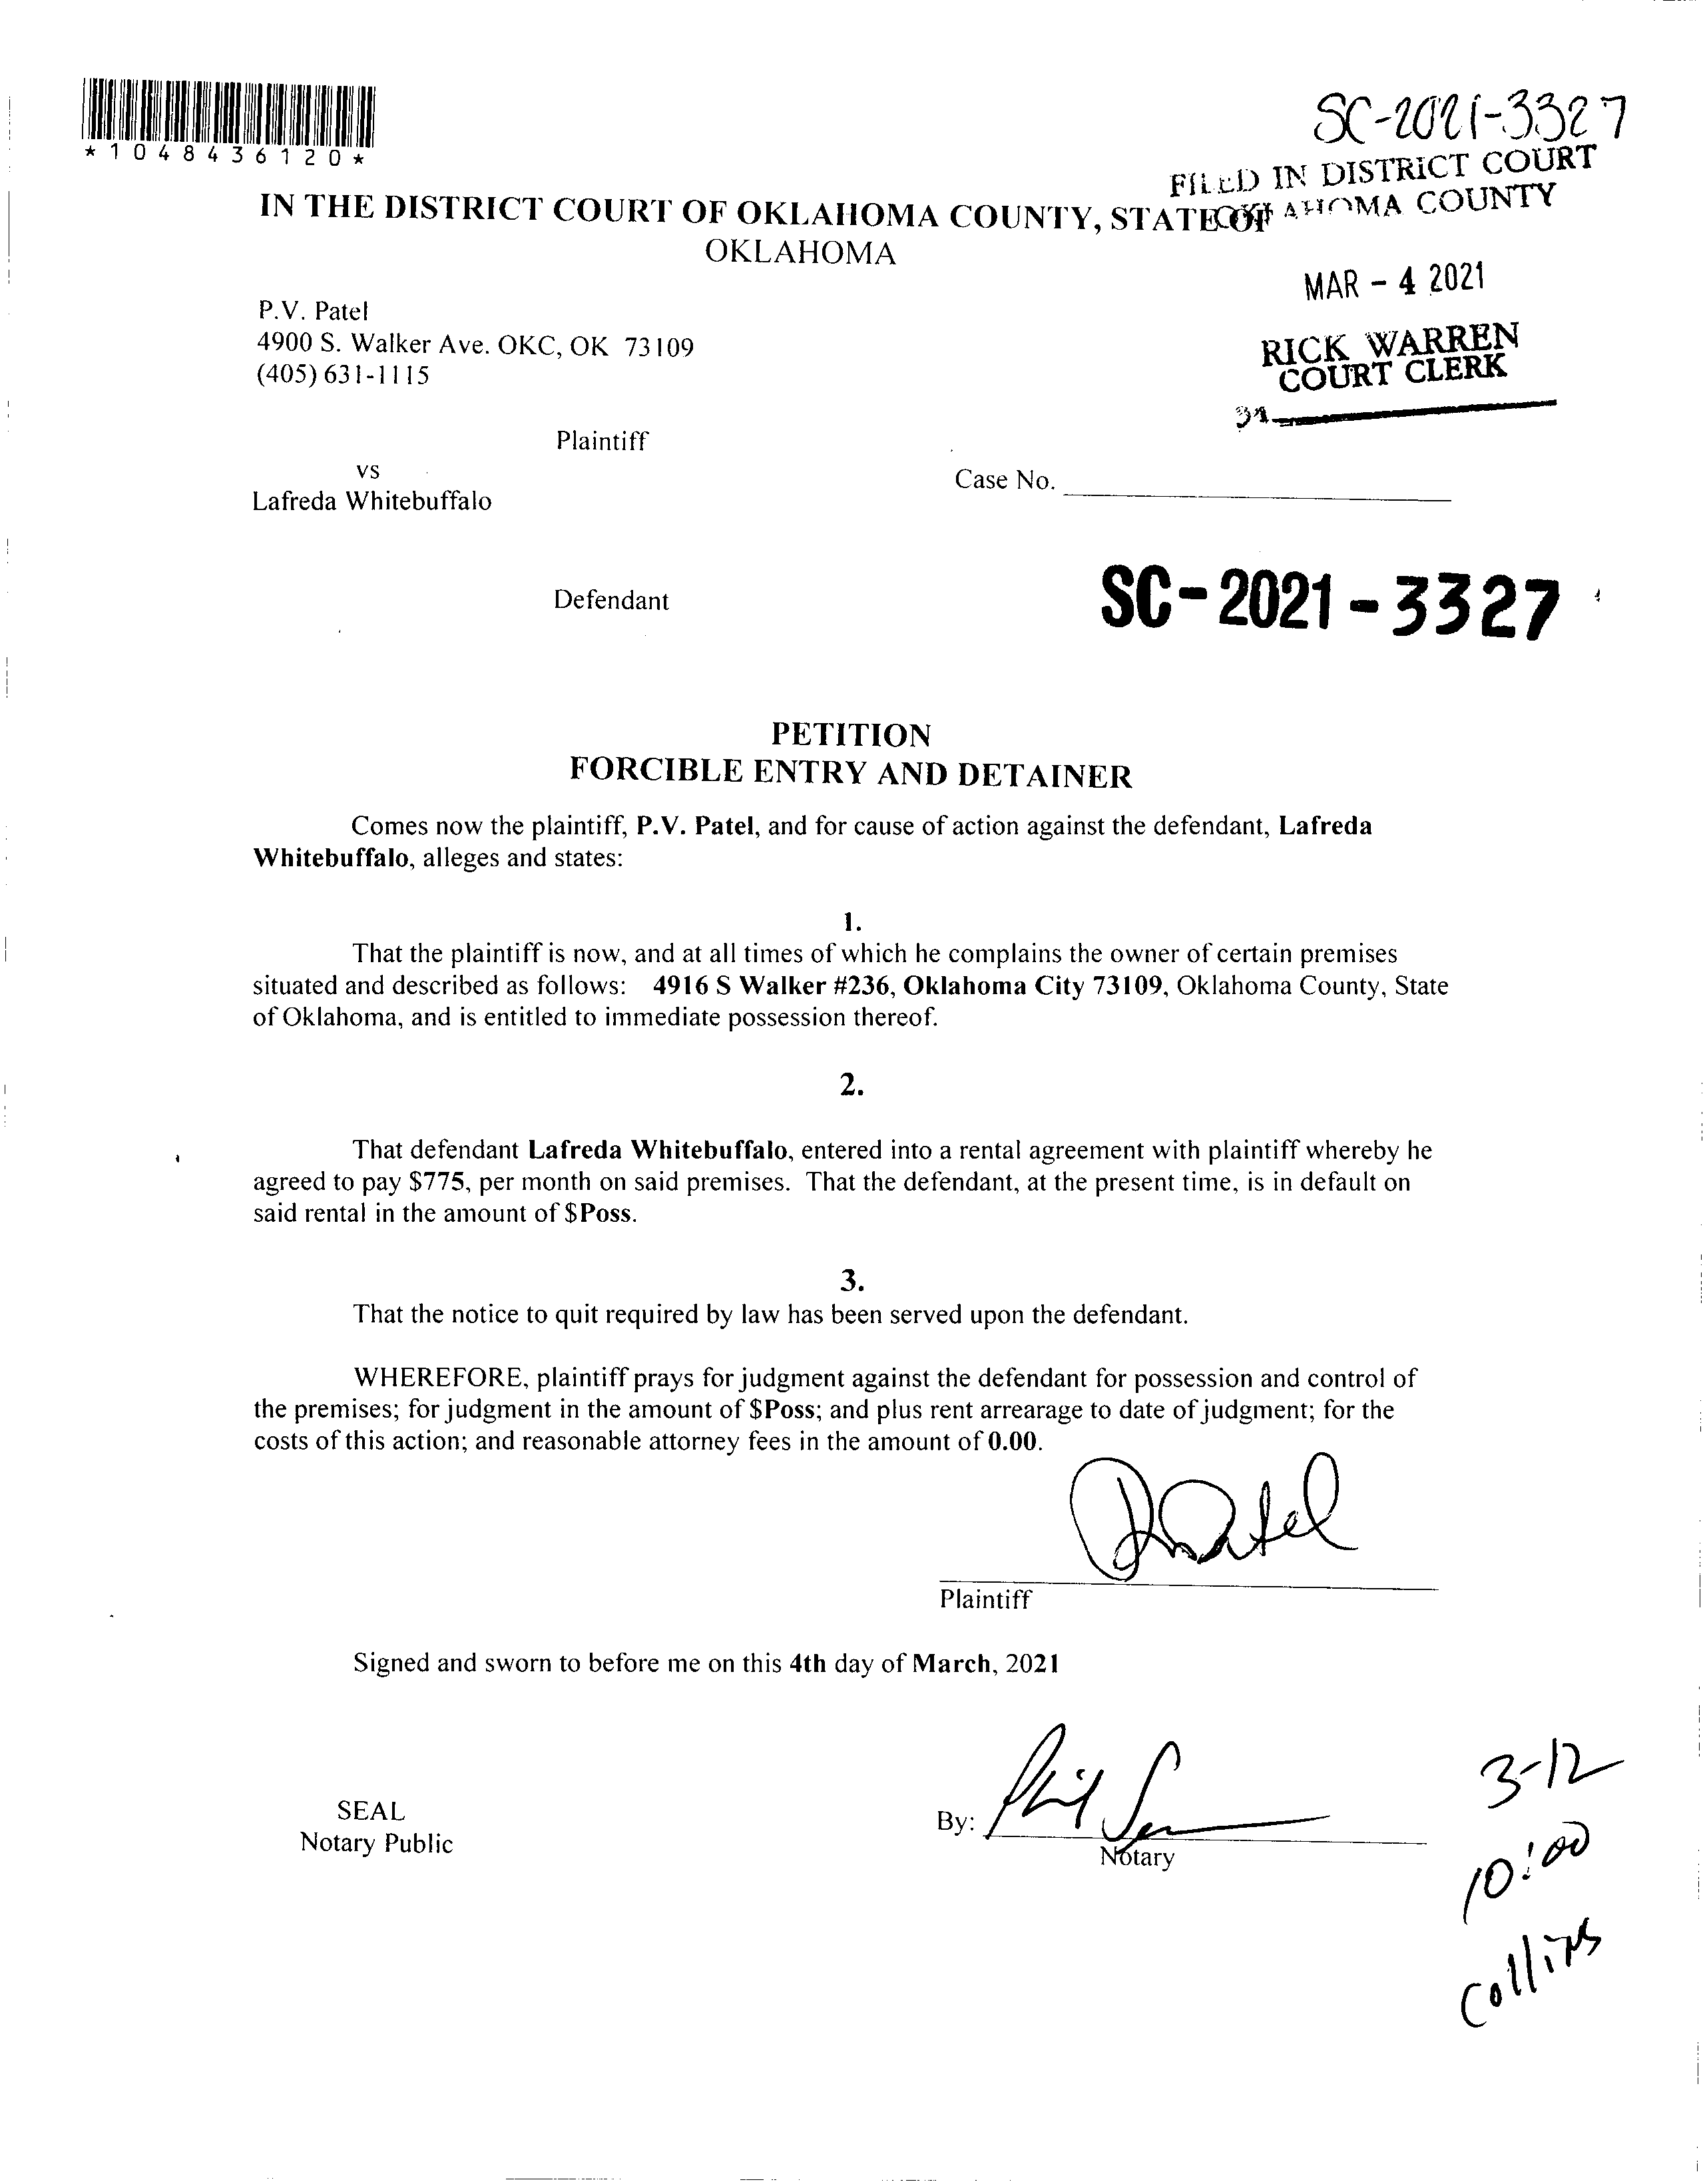 *1048436120*
SC-2021-3327
FILED IN DISTRICT COURT
OKLAHOMA COUNTY
IN THE DISTRICT COURT OF OKLAHOMA COUNTY, STATE OF
OKLAHOMA
MAR - 4 2021
P.V. Patel
4900 S. Walker Ave. OKC, OK 73109
(405) 631-1115
RICK WARREN
COURT CLERK
Plaintiff
vs
Case No.
Lafreda Whitebuffalo
Defendant
SC-2021-3327
PETITION
FORCIBLE ENTRY AND DETAINER
Comes now the plaintiff, P.V. Patel, and for cause of action against the defendant, Lafreda
Whitebuffalo, alleges and states:
1.
That the plaintiff is now, and at all times of which he complains the owner of certain premises
situated and described as follows: 4916 S Walker #236, Oklahoma City 73109, Oklahoma County, State
of Oklahoma, and is entitled to immediate possession thereof.
2.
That defendant Lafreda Whitebuffalo, entered into a rental agreement with plaintiff whereby he
agreed to pay $775, per month on said premises. That the defendant, at the present time, is in default on
said rental in the amount of $Poss.
3.
That the notice to quit required by law has been served upon the defendant.
WHEREFORE, plaintiff prays for judgment against the defendant for possession and control of
the premises; for judgment in the amount of $Poss; and plus rent arrearage to date of judgment; for the
costs of this action; and reasonable attorney fees in the amount of 0.00.
Plaintiff
Signed and sworn to before me on this 4th day of March, 2021
3-12
SEAL
By:
Notary Public
Notary
10:00
Collins